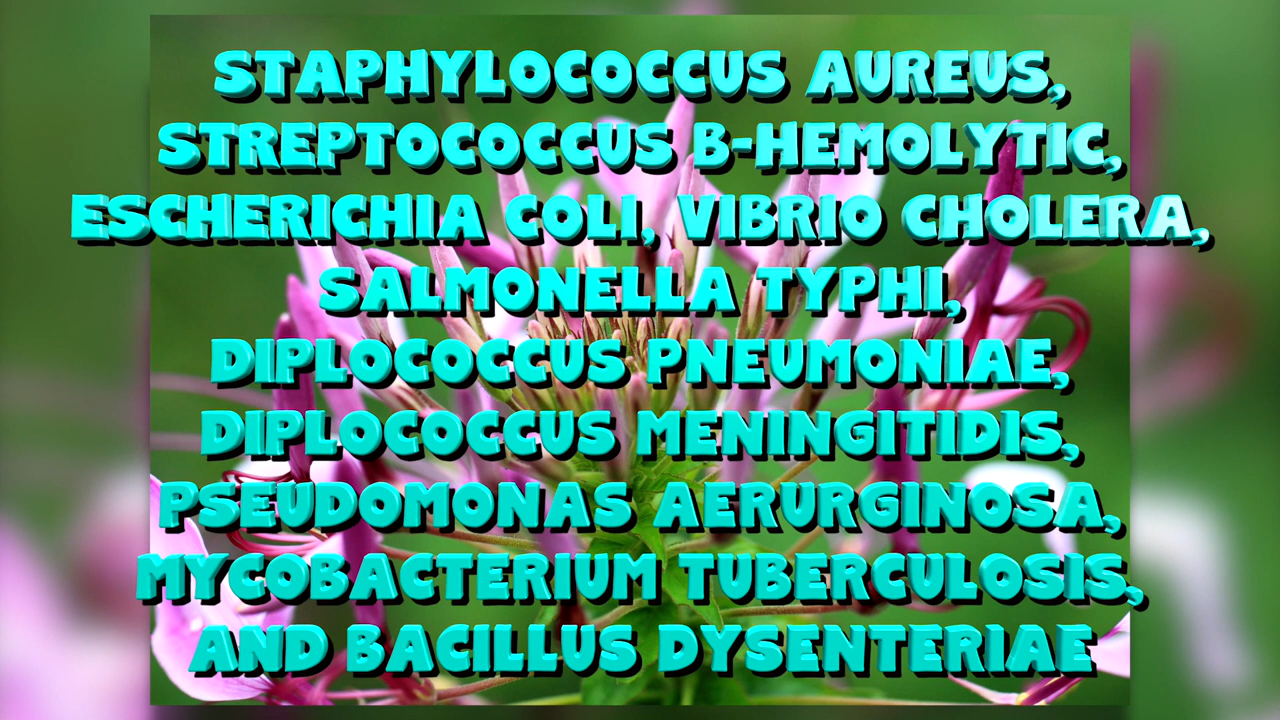 STAPHYLOCOCCUS AUREUS,
STREPTOCOCCUS B-HEMOLYTIC,
ESCHERICHIA COLI, VIBRIO CHOLERA,
SALMONELLA TYPHI,
DIPLOCOCCUS PNEUMONIAE,
DIPLOCOCCUS MENINGITIDIS,
PSEUDOMONAS AERURGINOSA,
MYCOBACTERIUM TUBERCULOSIS,
AND BACILLUS DYSENTERIAE